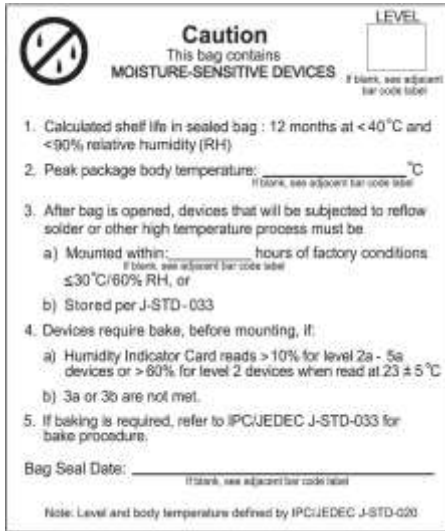 LEVEL
Caution
This bag contains
MOISTURE-SENSITIVE DEVICES
If blank, see adjacent
bar code label
1. Calculated shelf life in sealed bag : 12 months at <40°C and
<90% relative humidity (RH)
2. Peak package body temperature: °C
If blank, see adjacent bar code label
3. After bag is opened, devices that will be subjected to reflow
solder or other high temperature process must be
a) Mounted within: hours of factory conditions
If blank, see adjacent bar code label
≤30°C/60% RH, or
b) Stored per J-STD-033
4. Devices require bake, before mounting, if:
a) Humidity Indicator Card reads >10% for level 2a - 5a
devices or >60% for level 2 devices when read at 23 ± 5°C
b) 3a or 3b are not met.
5. If baking is required, refer to IPC/JEDEC J-STD-033 for
bake procedure.
Bag Seal Date:
If blank, see adjacent bar code label
Note: Level and body temperature defined by IPC/JEDEC J-STD-020